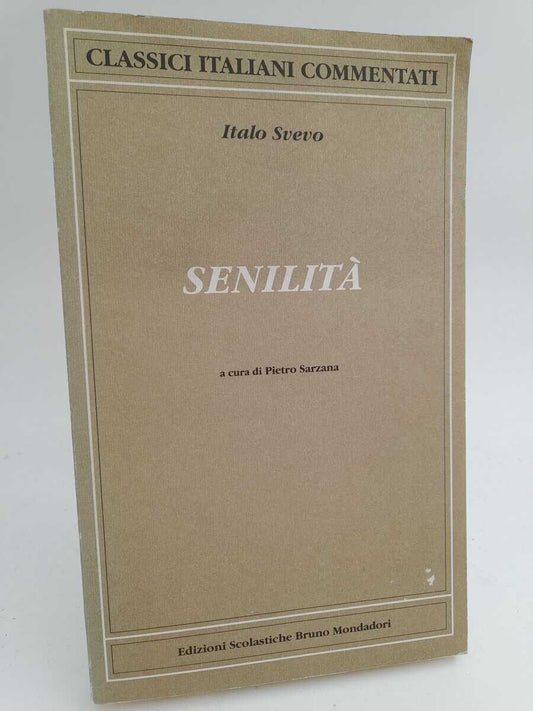 CLASSICI ITALIANI COMMENTATI
Italo Svevo
SENILITÀ
a cura di Pietro Sarzana
Edizioni Scolastiche Bruno Mondadori